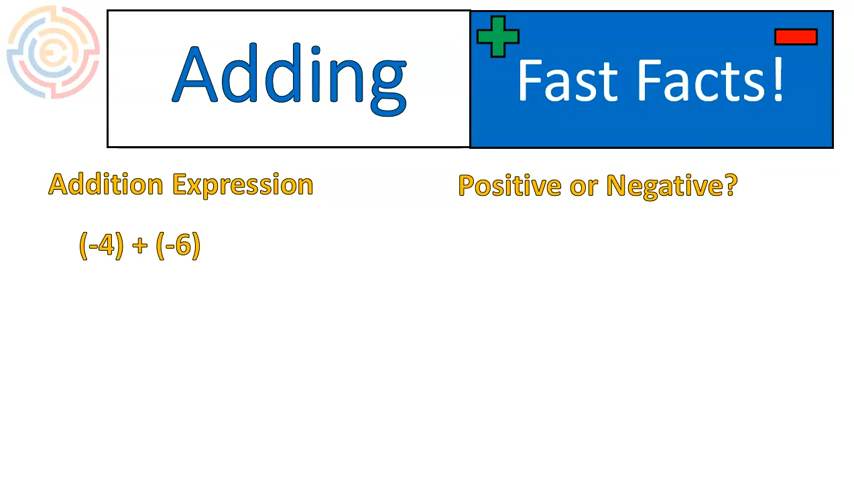 Adding
Fast Facts!
Addition Expression
Positive or Negative?
(-4) + (-6)